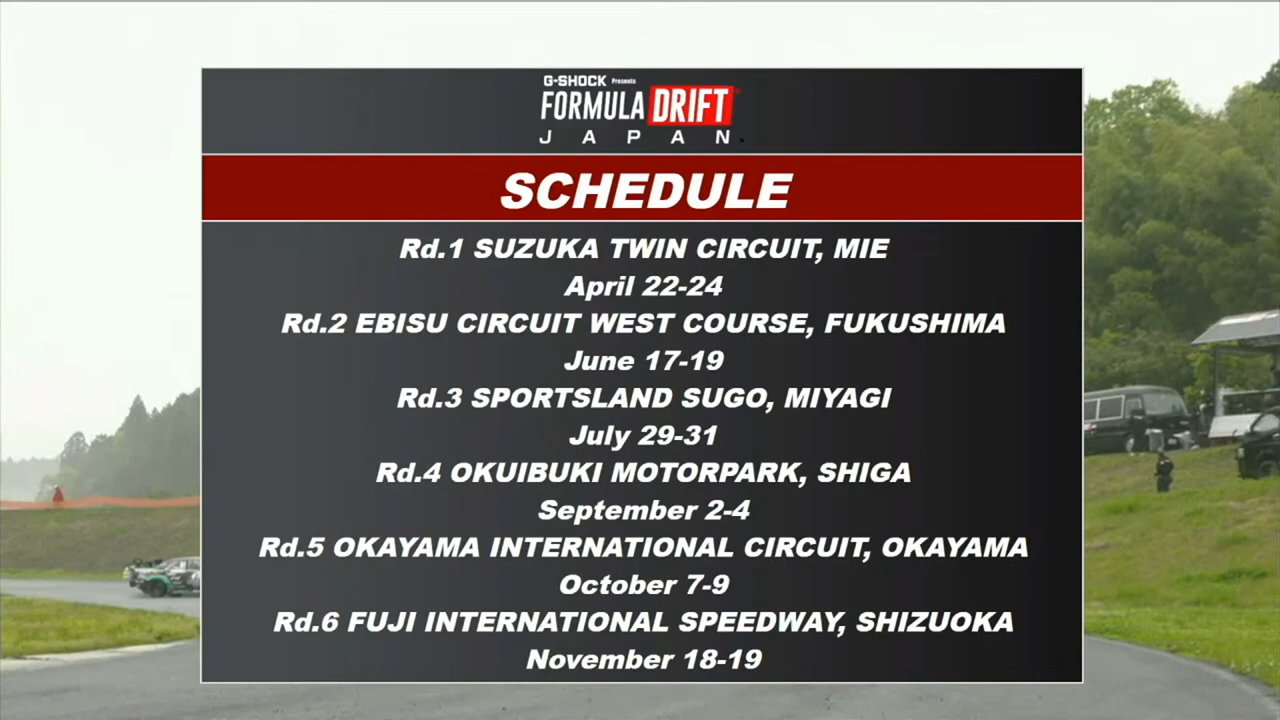 G-SHOCK Presents
FORMULA DRIFT
JAPAN
SCHEDULE
Rd.1 SUZUKA TWIN CIRCUIT, MIE
April 22-24
Rd.2 EBISU CIRCUIT WEST COURSE, FUKUSHIMA
June 17-19
Rd.3 SPORTSLAND SUGO, MIYAGI
July 29-31
Rd.4 OKUIBUKI MOTORPARK, SHIGA
September 2-4
Rd.5 OKAYAMA INTERNATIONAL CIRCUIT, OKAYAMA
October 7-9
Rd.6 FUJI INTERNATIONAL SPEEDWAY, SHIZUOKA
November 18-19